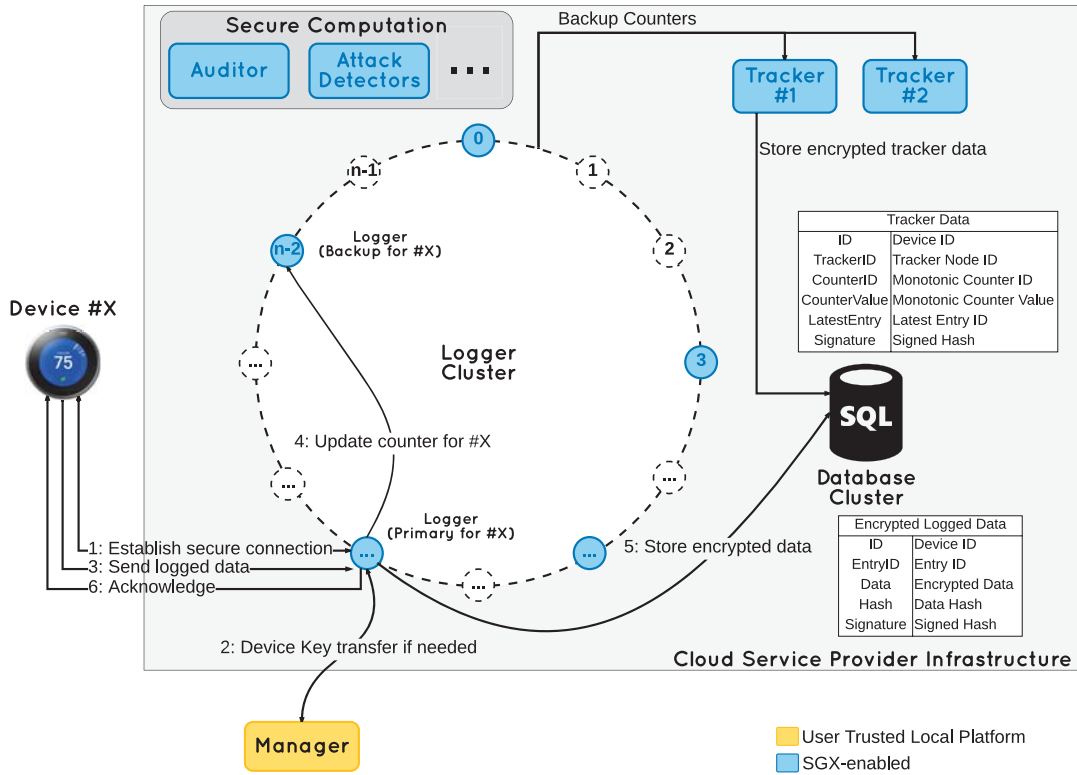 Secure Computation
Auditor
Attack
Detectors
...
Backup Counters
Tracker
#1
Tracker
#2
Store encrypted tracker data
0
1
2
3
...
...
...
...
...
...
n-2
n-1
Logger
(Backup for #X)
Logger
Cluster
Device #X
75
4: Update counter for #X
Logger
(Primary for #X)
1: Establish secure connection
3: Send logged data
6: Acknowledge
2: Device Key transfer if needed
5: Store encrypted data
Tracker Data
ID Device ID
TrackerID Tracker Node ID
CounterID Monotonic Counter ID
CounterValue Monotonic Counter Value
LatestEntry Latest Entry ID
Signature Signed Hash
SQL
Database
Cluster
Encrypted Logged Data
ID Device ID
EntryID Entry ID
Data Encrypted Data
Hash Data Hash
Signature Signed Hash
Cloud Service Provider Infrastructure
Manager
User Trusted Local Platform
SGX-enabled